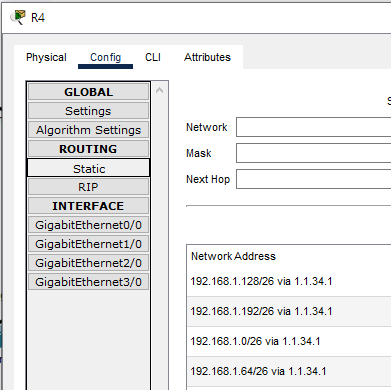 R4
Physical Config CLI Attributes
GLOBAL
Settings
Algorithm Settings
ROUTING
Static
RIP
INTERFACE
GigabitEthernet0/0
GigabitEthernet1/0
GigabitEthernet2/0
GigabitEthernet3/0
S
Network
Mask
Next Hop
Network Address
192.168.1.128/26 via 1.1.34.1
192.168.1.192/26 via 1.1.34.1
192.168.1.0/26 via 1.1.34.1
192.168.1.64/26 via 1.1.34.1